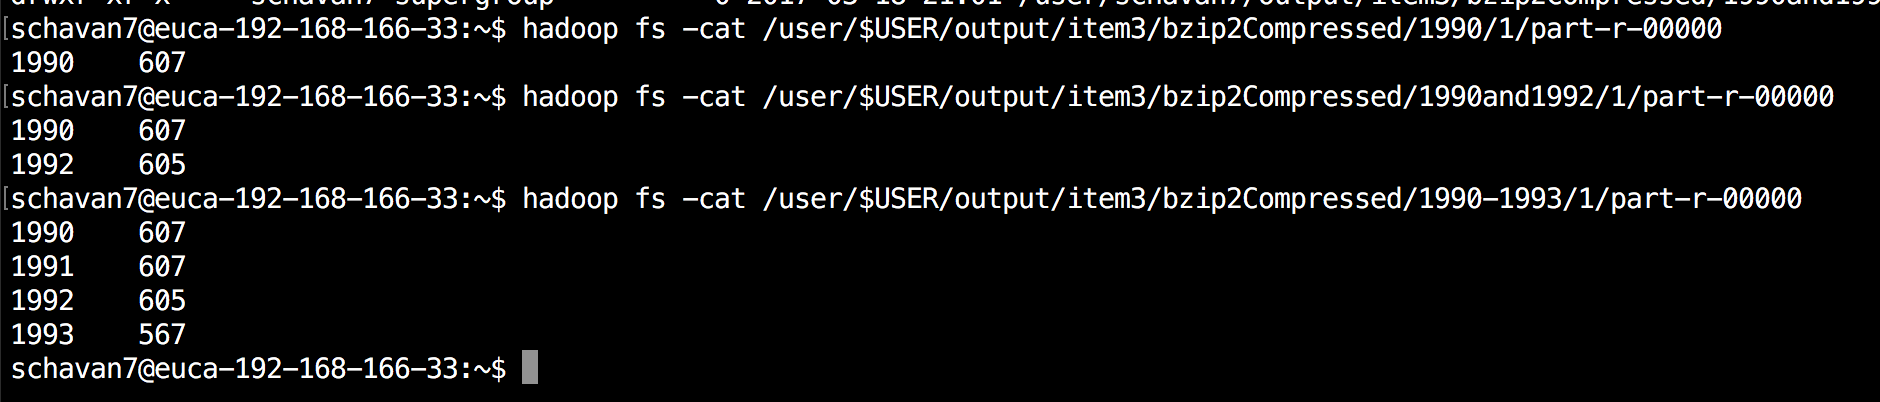 schavan7@euca-192-168-166-33:~$ hadoop fs -cat /user/$USER/output/item3/bzip2Compressed/1990/1/part-r-00000
1990    607
schavan7@euca-192-168-166-33:~$ hadoop fs -cat /user/$USER/output/item3/bzip2Compressed/1990and1992/1/part-r-00000
1990    607
1992    605
schavan7@euca-192-168-166-33:~$ hadoop fs -cat /user/$USER/output/item3/bzip2Compressed/1990-1993/1/part-r-00000
1990    607
1991    607
1992    605
1993    567
schavan7@euca-192-168-166-33:~$